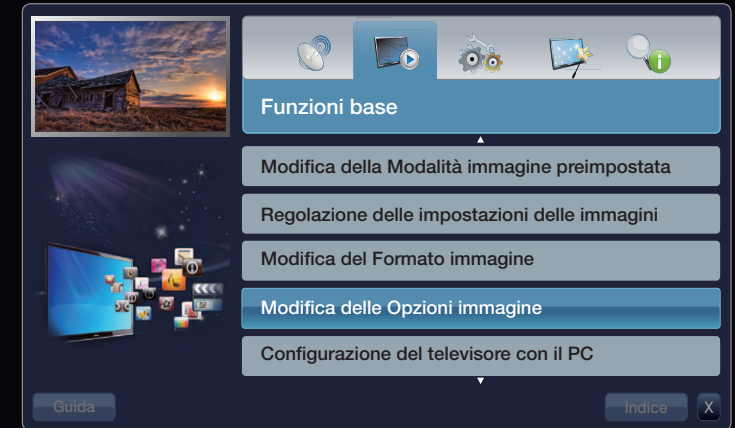 Funzioni base
Modifica della Modalità immagine preimpostata
Regolazione delle impostazioni delle immagini
Modifica del Formato immagine
Modifica delle Opzioni immagine
Configurazione del televisore con il PC
Guida
Indice X